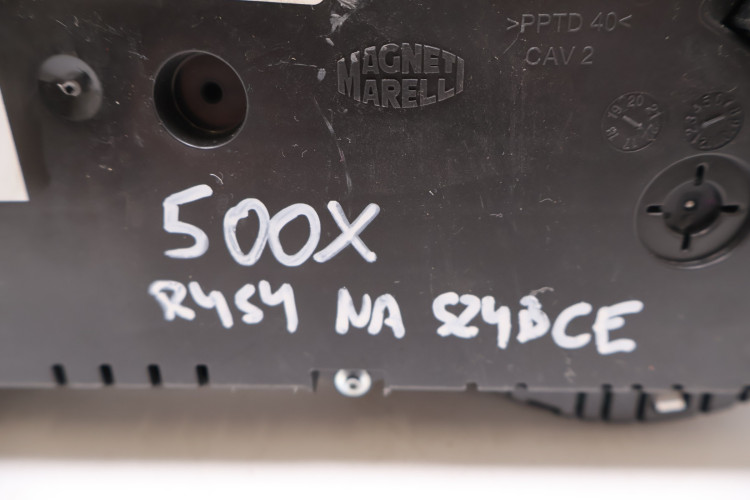 >PPTD 40<
CAV 2
MAGNETI
MARELLI
500X
RYSY NA SZYBCE